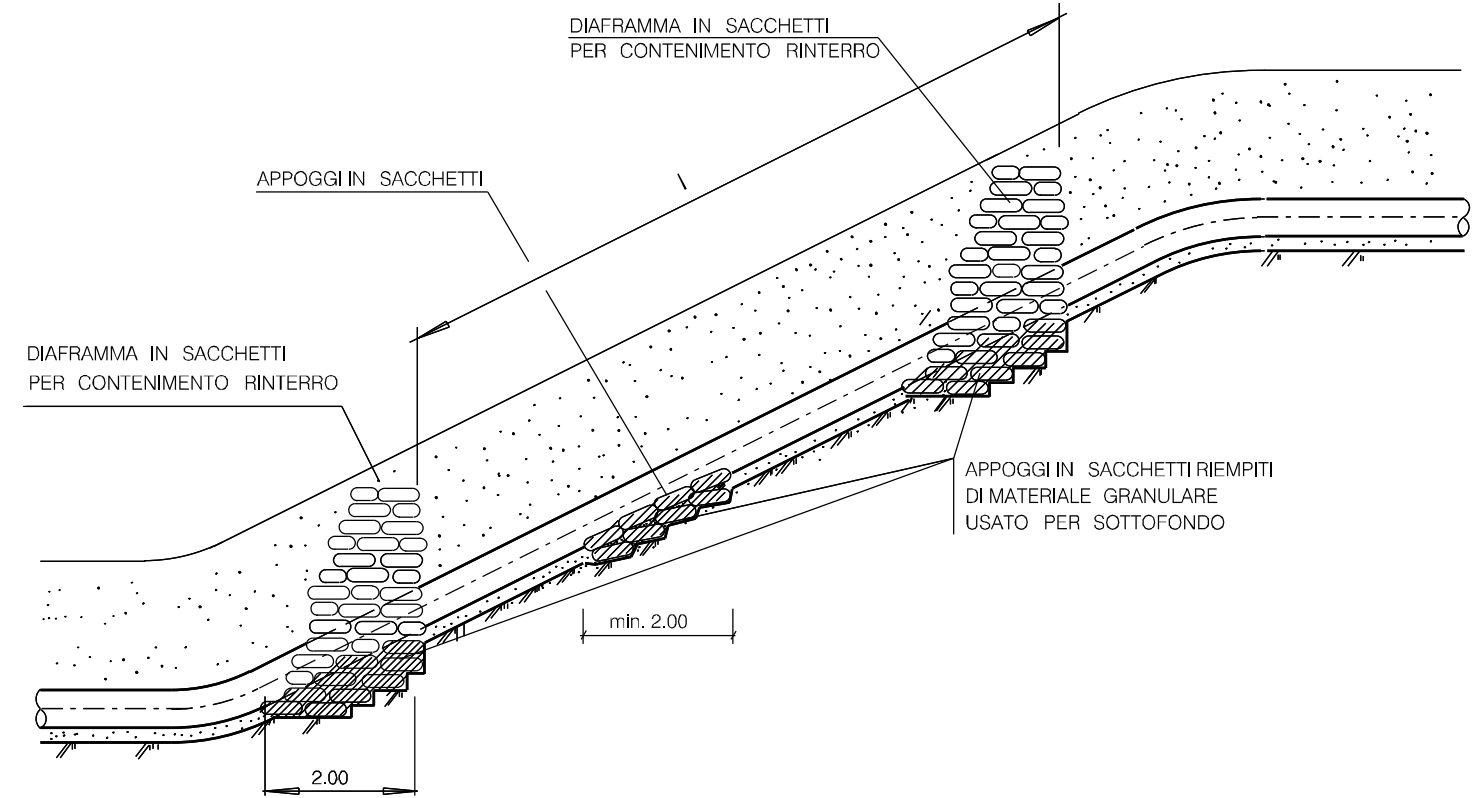 DIAFRAMMA IN SACCHETTI
PER CONTENIMENTO RINTERRO
APPOGGI IN SACCHETTI
l
DIAFRAMMA IN SACCHETTI
PER CONTENIMENTO RINTERRO
APPOGGI IN SACCHETTI RIEMPITI
DI MATERIALE GRANULARE
USATO PER SOTTOFONDO
min. 2.00
2.00